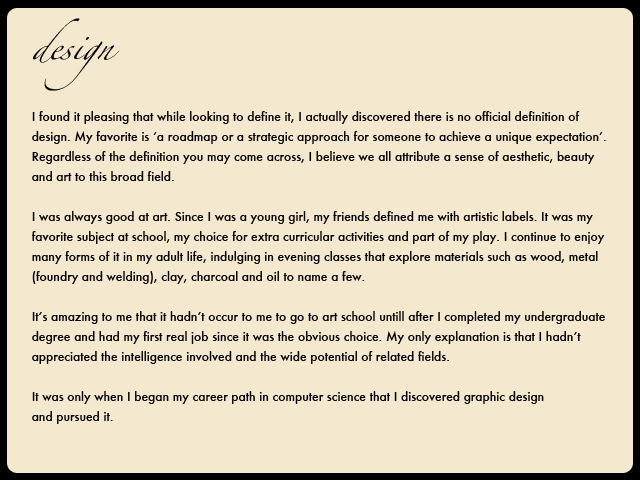 design
I found it pleasing that while looking to define it, I actually discovered there is no official definition of
design. My favorite is ‘a roadmap or a strategic approach for someone to achieve a unique expectation’.
Regardless of the definition you may come across, I believe we all attribute a sense of aesthetic, beauty
and art to this broad field.
I was always good at art. Since I was a young girl, my friends defined me with artistic labels. It was my
favorite subject at school, my choice for extra curricular activities and part of my play. I continue to enjoy
many forms of it in my adult life, indulging in evening classes that explore materials such as wood, metal
(foundry and welding), clay, charcoal and oil to name a few.
It’s amazing to me that it hadn’t occur to me to go to art school untill after I completed my undergraduate
degree and had my first real job since it was the obvious choice. My only explanation is that I hadn’t
appreciated the intelligence involved and the wide potential of related fields.
It was only when I began my career path in computer science that I discovered graphic design
and pursued it.